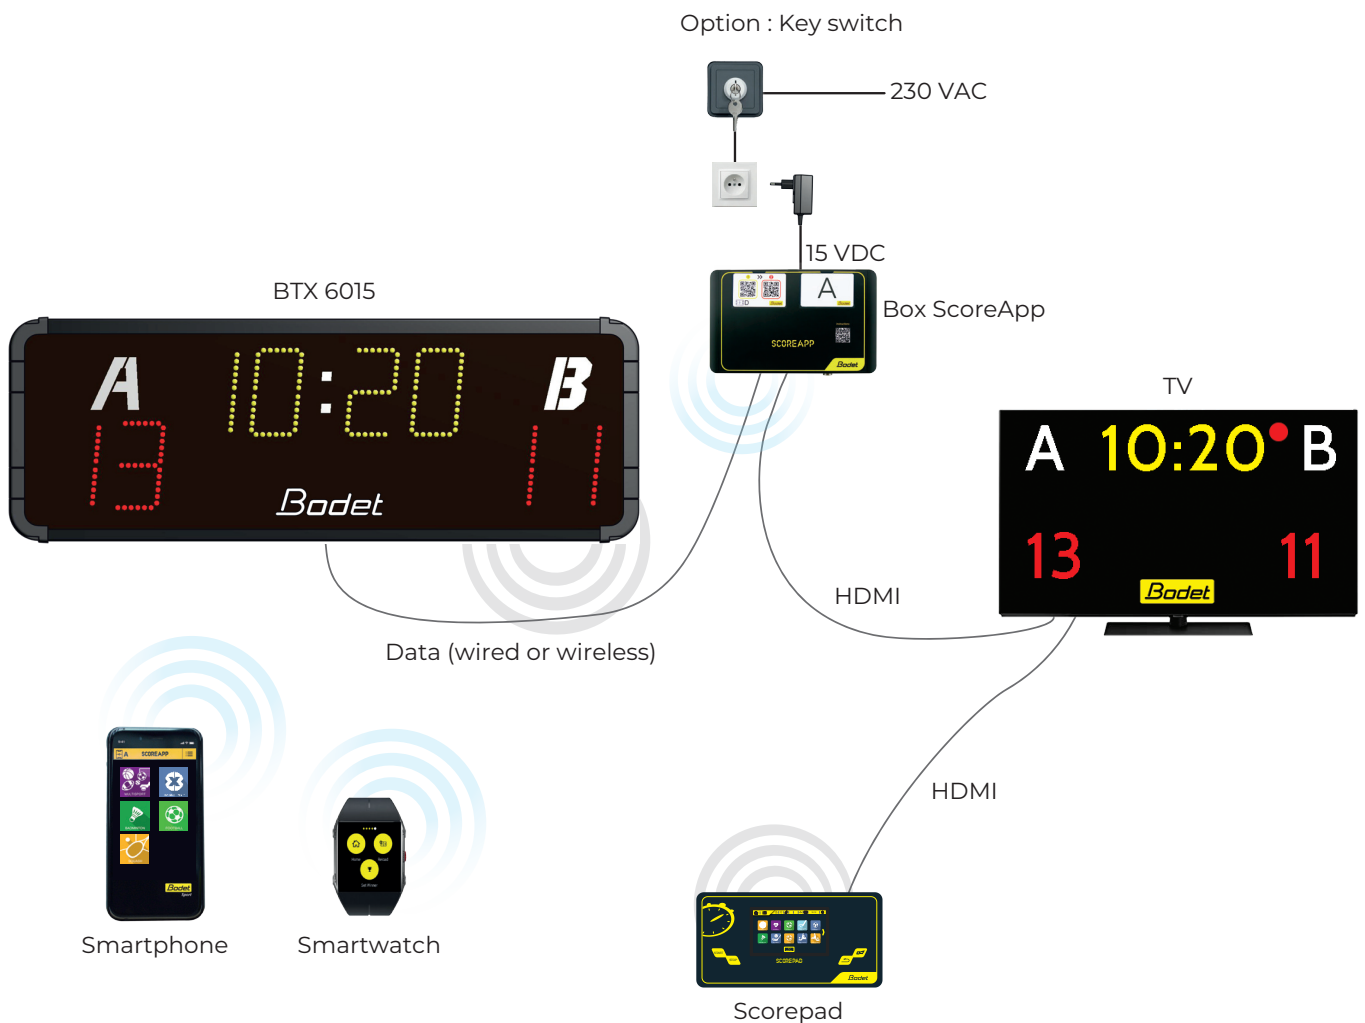 Option : Key switch
230 VAC
15 VDC
BTX 6015
Box ScoreApp
A
SCOREAPP
Bodet
A 10:20 B
13 11
Bodet
TV
A 10:20 B
13 11
Bodet
HDMI
Data (wired or wireless)
HDMI
A SCOREAPP
Bodet
Smartphone
Smartwatch
SCOREPAD
Bodet
Scorepad